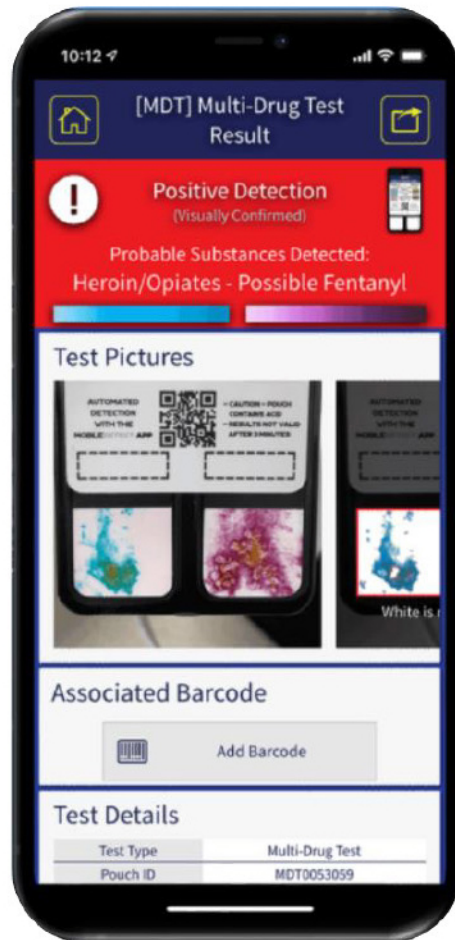 10:12
[MDT] Multi-Drug Test
Result
!
Positive Detection
(Visually Confirmed)
Probable Substances Detected:
Heroin/Opiates - Possible Fentanyl
Test Pictures
AUTOMATED
DETECTION
WITH THE
MOBILEDETECT APP
- CAUTION - POUCH
CONTAINS ACID
- RESULTS NOT VALID
AFTER 3 MINUTES
White is
Associated Barcode
Add Barcode
Test Details
Test Type Multi-Drug Test
Pouch ID MDT0053059